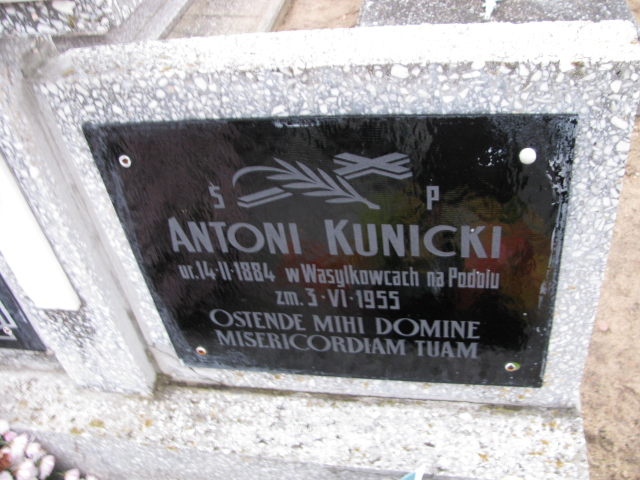 Ś P
ANTONI KUNICKI
ur. 14·II·1884 w Wasylkowcach na Podolu
zm. 3·VI·1955
OSTENDE MIHI DOMINE
MISERICORDIAM TUAM